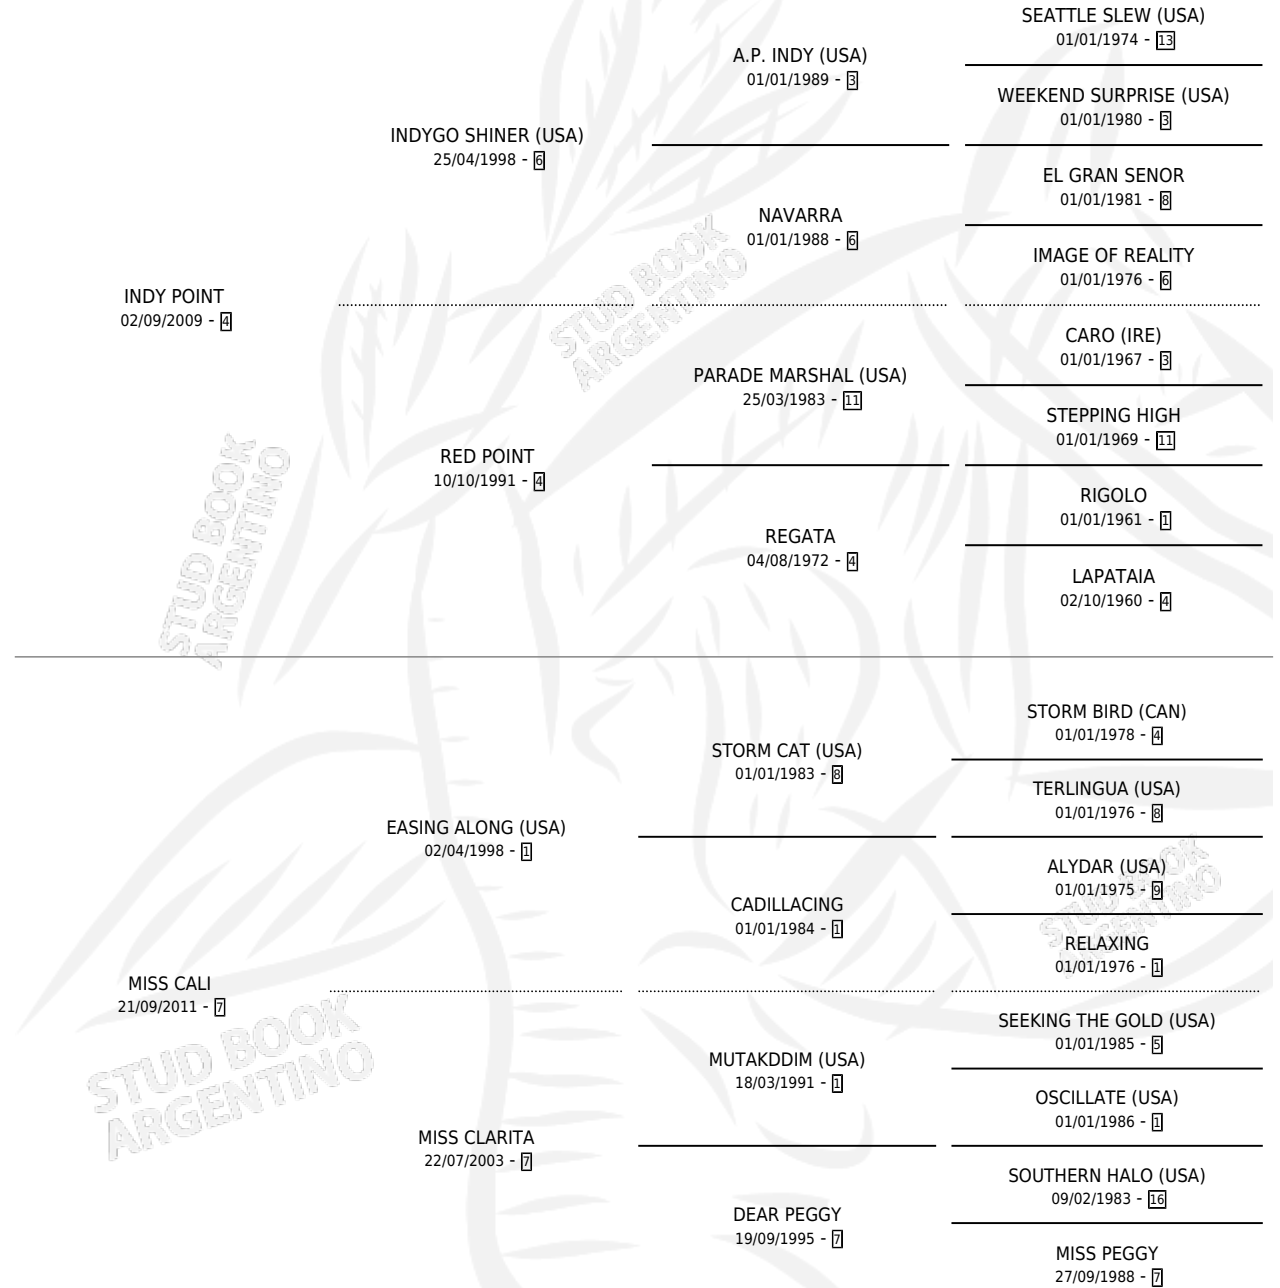 SEATTLE SLEW (USA)
01/01/1974 - 13
A.P. INDY (USA)
01/01/1989 - 3
WEEKEND SURPRISE (USA)
01/01/1980 - 3
INDYGO SHINER (USA)
25/04/1998 - 6
EL GRAN SENOR
01/01/1981 - 8
NAVARRA
01/01/1988 - 6
IMAGE OF REALITY
01/01/1976 - 6
INDY POINT
02/09/2009 - 4
CARO (IRE)
01/01/1967 - 3
PARADE MARSHAL (USA)
25/03/1983 - 11
STEPPING HIGH
01/01/1969 - 11
RED POINT
10/10/1991 - 4
RIGOLO
01/01/1961 - 1
REGATA
04/08/1972 - 4
LAPATAIA
02/10/1960 - 4
STORM BIRD (CAN)
01/01/1978 - 4
STORM CAT (USA)
01/01/1983 - 8
TERLINGUA (USA)
01/01/1976 - 8
EASING ALONG (USA)
02/04/1998 - 1
ALYDAR (USA)
01/01/1975 - 9
CADILLACING
01/01/1984 - 1
RELAXING
01/01/1976 - 1
MISS CALI
21/09/2011 - 7
SEEKING THE GOLD (USA)
01/01/1985 - 5
MUTAKDDIM (USA)
18/03/1991 - 1
OSCILLATE (USA)
01/01/1986 - 1
MISS CLARITA
22/07/2003 - 7
SOUTHERN HALO (USA)
09/02/1983 - 16
DEAR PEGGY
19/09/1995 - 7
MISS PEGGY
27/09/1988 - 7
STUD BOOK
ARGENTINO
STUD BOOK
ARGENTINO
STUD BOOK
ARGENTINO
STUD BOOK
ARGENTINO